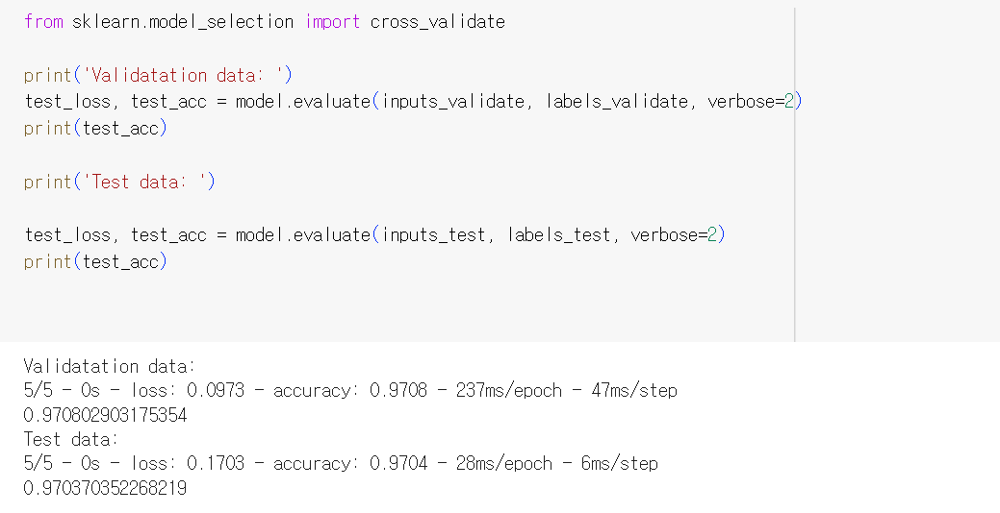 from sklearn.model_selection import cross_validate
print('Validatation data: ')
test_loss, test_acc = model.evaluate(inputs_validate, labels_validate, verbose=2)
print(test_acc)
print('Test data: ')
test_loss, test_acc = model.evaluate(inputs_test, labels_test, verbose=2)
print(test_acc)
Validatation data:
5/5 - 0s - loss: 0.0973 - accuracy: 0.9708 - 237ms/epoch - 47ms/step
0.970802903175354
Test data:
5/5 - 0s - loss: 0.1703 - accuracy: 0.9704 - 28ms/epoch - 6ms/step
0.970370352268219